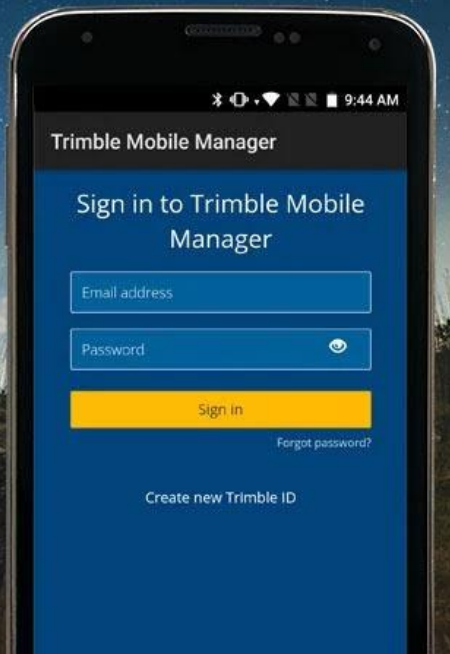 9:44 AM
Trimble Mobile Manager
Sign in to Trimble Mobile
Manager
Email address
Password
Sign in
Forgot password?
Create new Trimble ID